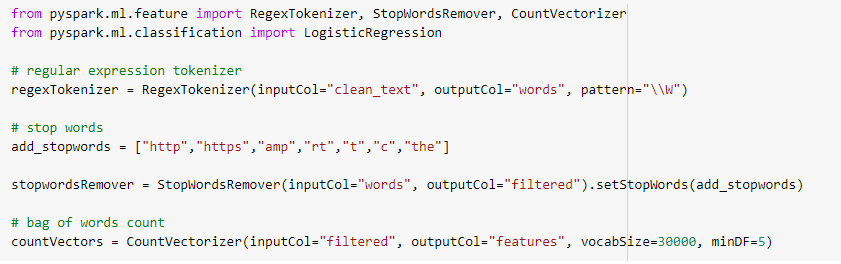 from pyspark.ml.feature import RegexTokenizer, StopWordsRemover, CountVectorizer
from pyspark.ml.classification import LogisticRegression
# regular expression tokenizer
regexTokenizer = RegexTokenizer(inputCol="clean_text", outputCol="words", pattern="\\W")
# stop words
add_stopwords = ["http","https","amp","rt","t","c","the"]
stopwordsRemover = StopWordsRemover(inputCol="words", outputCol="filtered").setStopWords(add_stopwords)
# bag of words count
countVectors = CountVectorizer(inputCol="filtered", outputCol="features", vocabSize=30000, minDF=5)